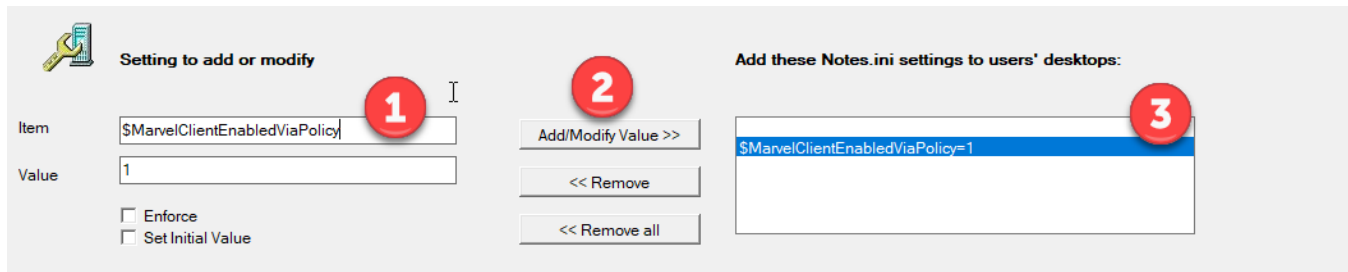 Setting to add or modify
Add these Notes.ini settings to users' desktops:
1
2
3
Item
$MarvelClientEnabledViaPolicy
Add/Modify Value >>
$MarvelClientEnabledViaPolicy=1
Value
1
<< Remove
Enforce
Set Initial Value
<< Remove all